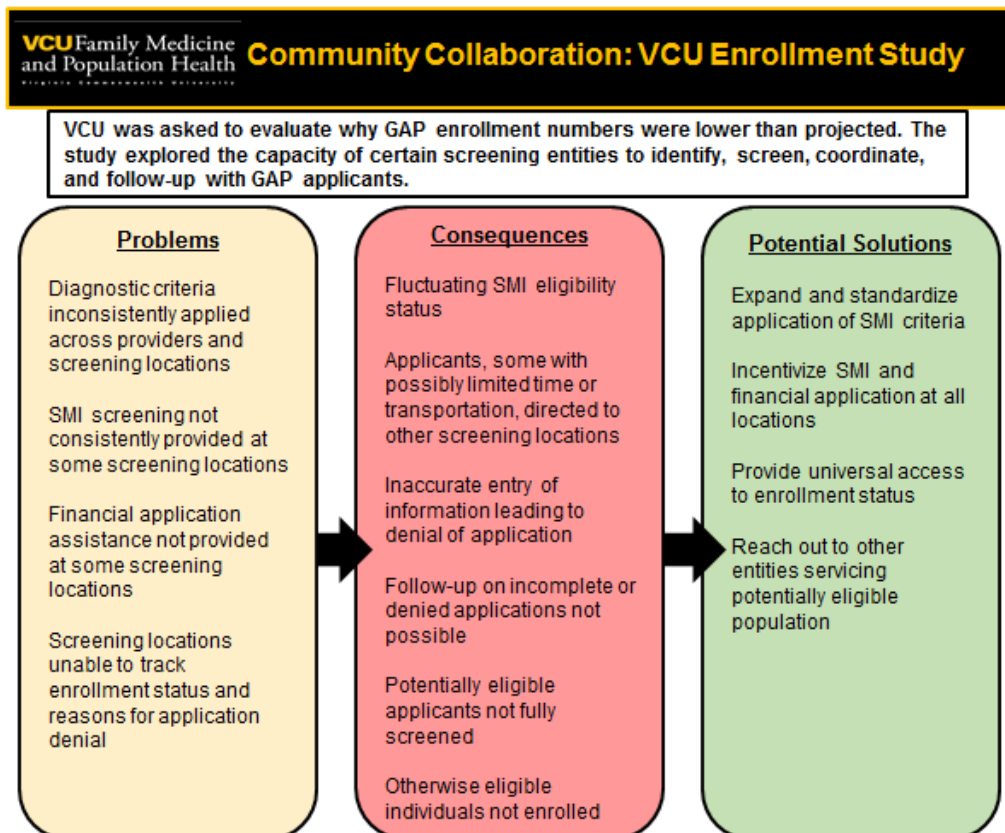 VCU Family Medicine
and Population Health
Virginia Commonwealth University
Community Collaboration: VCU Enrollment Study
VCU was asked to evaluate why GAP enrollment numbers were lower than projected. The
study explored the capacity of certain screening entities to identify, screen, coordinate,
and follow-up with GAP applicants.
Problems
Diagnostic criteria
inconsistently applied
across providers and
screening locations
SMI screening not
consistently provided at
some screening locations
Financial application
assistance not provided
at some screening
locations
Screening locations
unable to track
enrollment status and
reasons for application
denial
Consequences
Fluctuating SMI eligibility
status
Applicants, some with
possibly limited time or
transportation, directed to
other screening locations
Inaccurate entry of
information leading to
denial of application
Follow-up on incomplete or
denied applications not
possible
Potentially eligible
applicants not fully
screened
Otherwise eligible
individuals not enrolled
Potential Solutions
Expand and standardize
application of SMI criteria
Incentivize SMI and
financial application at all
locations
Provide universal access
to enrollment status
Reach out to other
entities servicing
potentially eligible
population